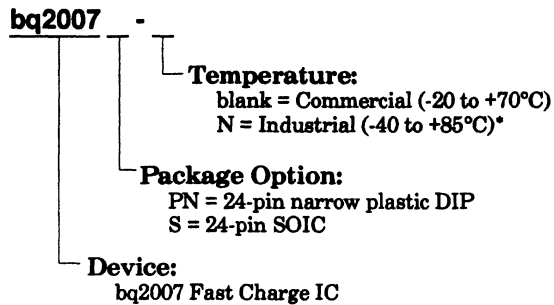 bq2007 _ - _
Temperature:
blank = Commercial (-20 to +70°C)
N = Industrial (-40 to +85°C)*
Package Option:
PN = 24-pin narrow plastic DIP
S = 24-pin SOIC
Device:
bq2007 Fast Charge IC